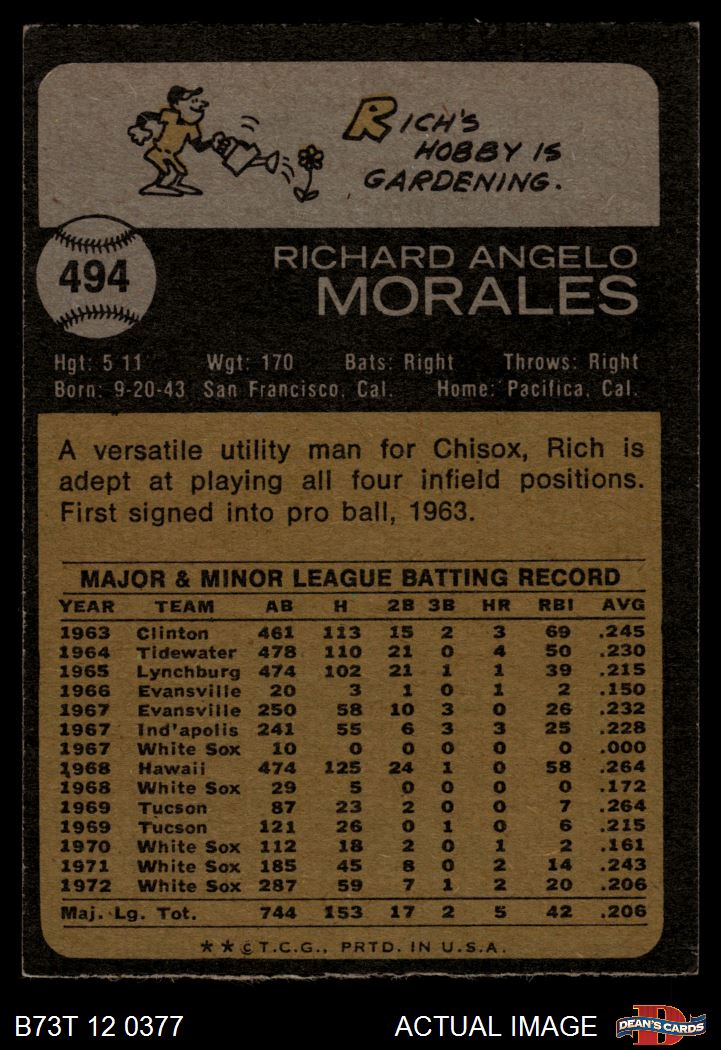 RICH'S
HOBBY IS
GARDENING.
494
RICHARD ANGELO
MORALES
Hgt: 5 11 Wgt: 170 Bats: Right Throws: Right
Born: 9-20-43 San Francisco, Cal. Home: Pacifica, Cal.
A versatile utility man for Chisox, Rich is
adept at playing all four infield positions.
First signed into pro ball, 1963.
MAJOR & MINOR LEAGUE BATTING RECORD
YEAR TEAM AB H 2B 3B HR RBI AVG
1963 Clinton 461 113 15 2 3 69 .245
1964 Tidewater 478 110 21 0 4 50 .230
1965 Lynchburg 474 102 21 1 1 39 .215
1966 Evansville 20 3 1 0 1 2 .150
1967 Evansville 250 58 10 3 0 26 .232
1967 Ind'apolis 241 55 6 3 3 25 .228
1967 White Sox 10 0 0 0 0 0 .000
1968 Hawaii 474 125 24 1 0 58 .264
1968 White Sox 29 5 0 0 0 0 .172
1969 Tucson 87 23 2 0 0 7 .264
1969 Tucson 121 26 0 1 0 6 .215
1970 White Sox 112 18 2 0 1 2 .161
1971 White Sox 185 45 8 0 2 14 .243
1972 White Sox 287 59 7 1 2 20 .206
Maj. Lg. Tot. 744 153 17 2 5 42 .206
**© T.C.G., PRTD. IN U.S.A.
B73T 12 0377 ACTUAL IMAGE
D
DEAN'S CARDS